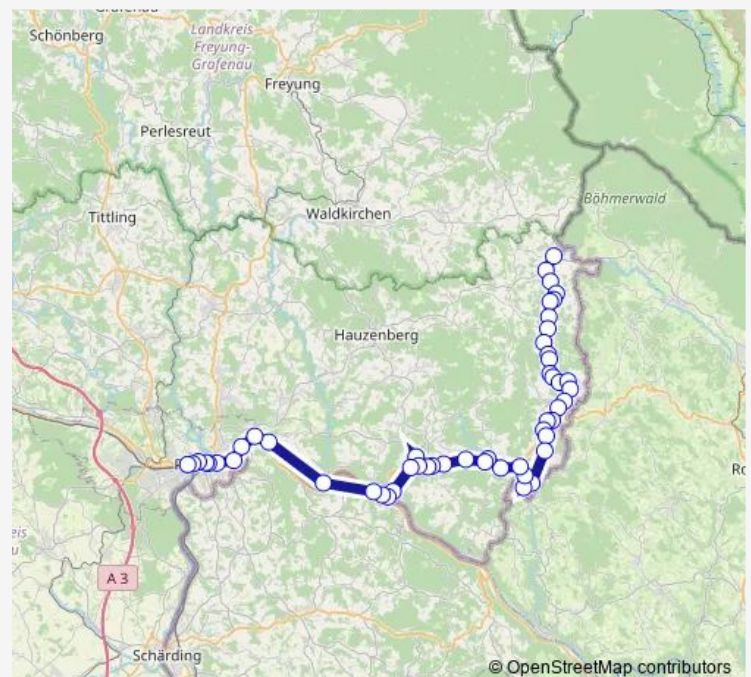 Schönberg
Landkreis
Freyung-
Grafenau
Freyung
Perlesreut
Tittling
Waldkirchen
Böhmerwald
Hauzenberg
A 3
Schärding
© OpenStreetMap contributors